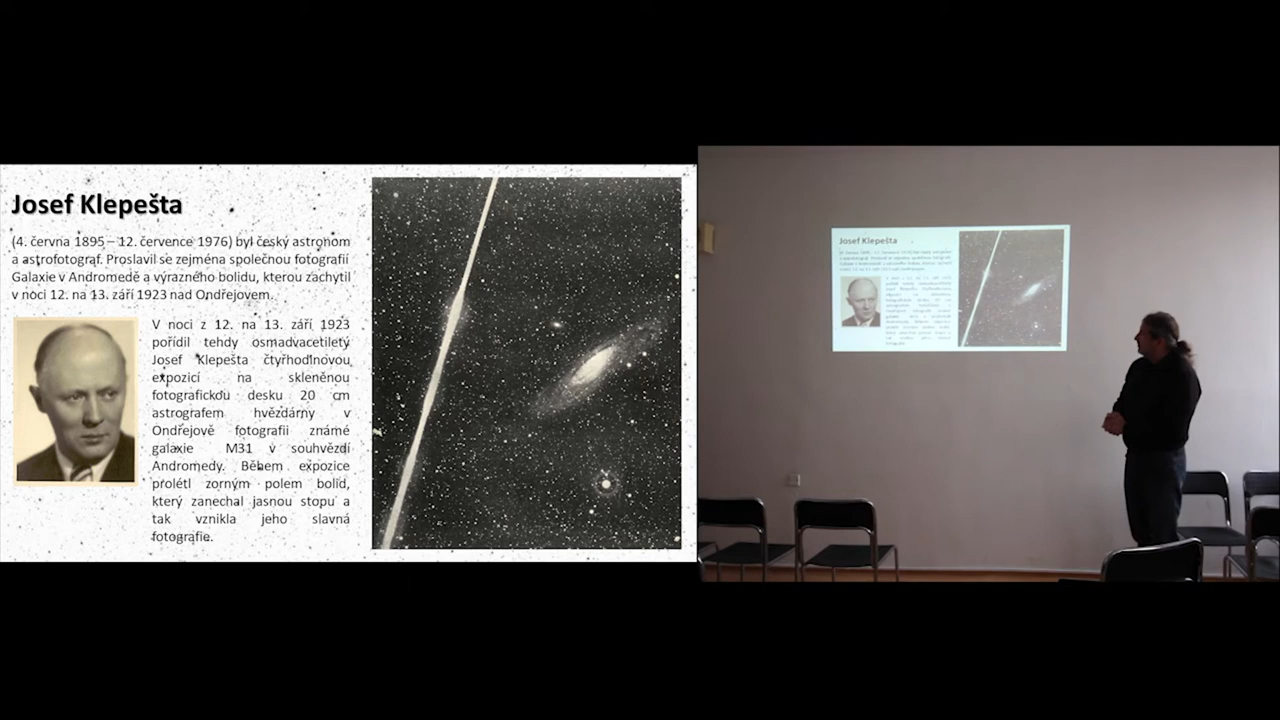 Josef Klepešta
(4. června 1895 – 12. července 1976) byl český astronom
a astrofotograf. Proslavil se zejména společnou fotografií
Galaxie v Andromedě a výrazného bolidu, kterou zachytil
v noci 12. na 13. září 1923 nad Ondřejovem.
V noci z 12. na 13. září 1923
pořídil tendy osmadvacetiletý
Josef Klepešta čtyřhodinovou
expozicí na skleněnou
fotografickou desku 20 cm
astrografem hvězdárny v
Ondřejově fotografii známé
galaxie M31 v souhvězdí
Andromedy. Během expozice
prolétl zorným polem bolid,
který zanechal jasnou stopu a
tak vznikla jeho slavná
fotografie.
Josef Klepešta